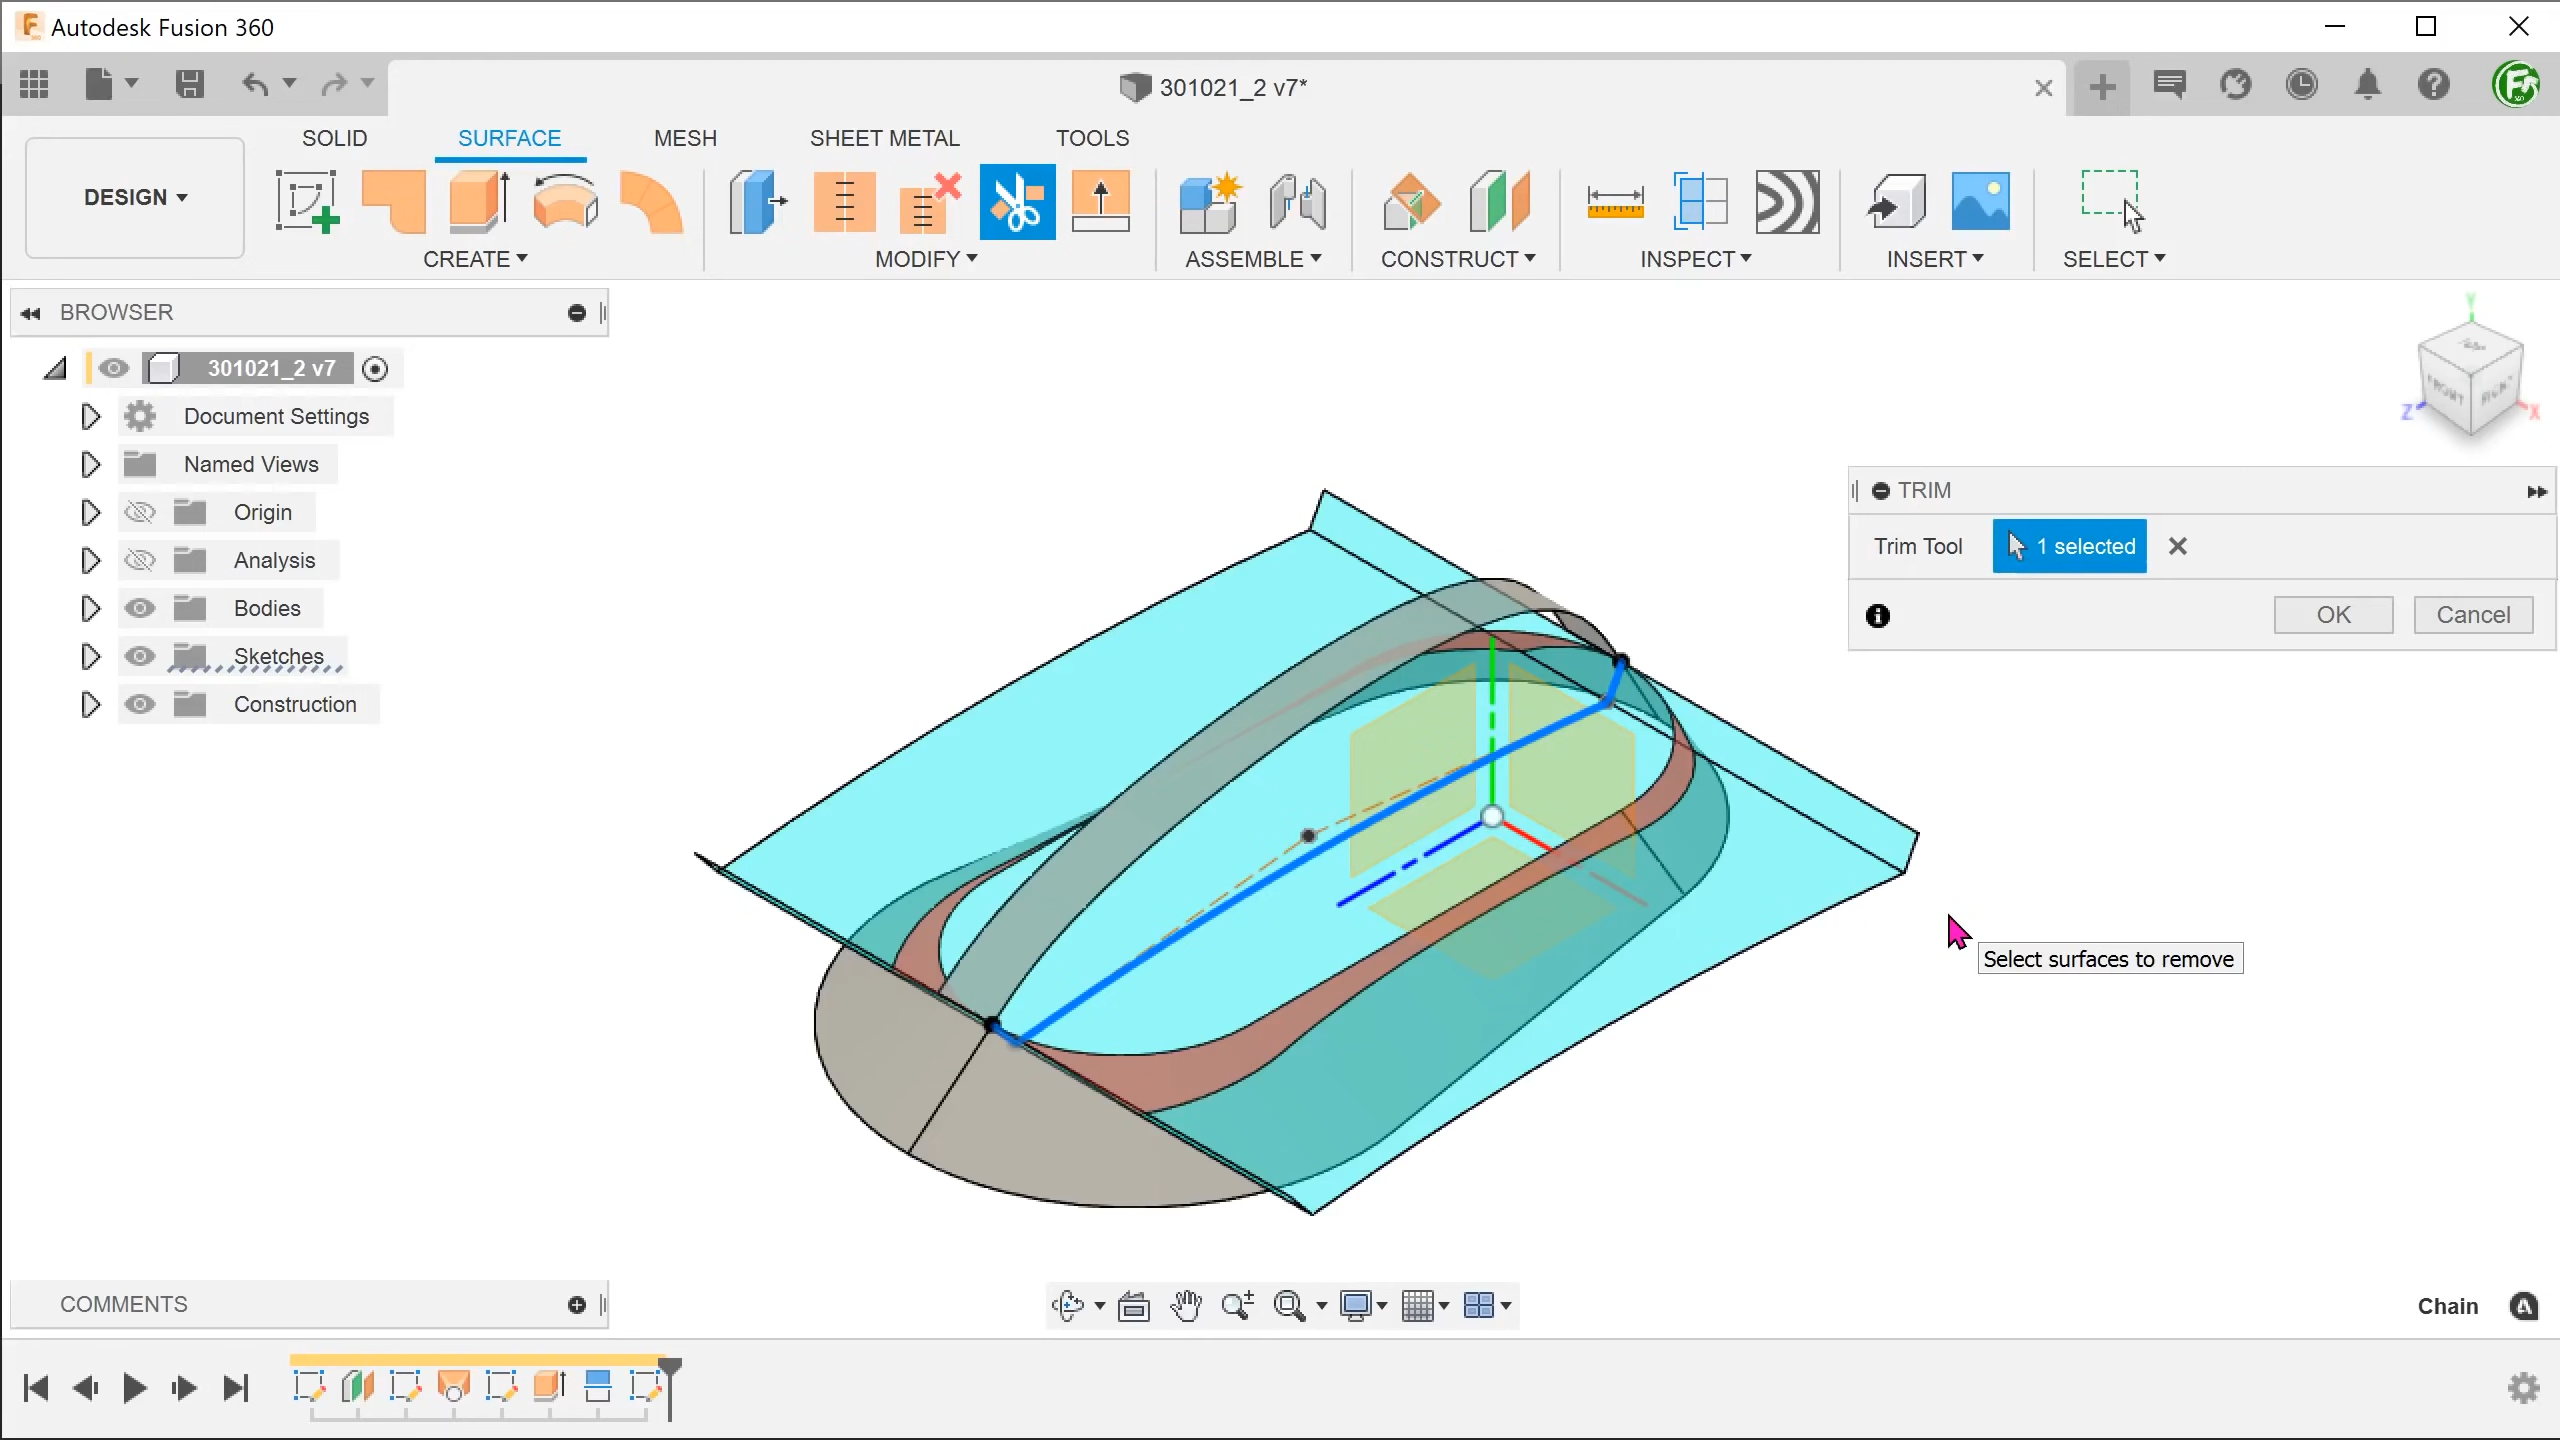 Autodesk Fusion 360
301021_2 v7*
SOLID
SURFACE
MESH
SHEET METAL
TOOLS
DESIGN
CREATE
MODIFY
ASSEMBLE
CONSTRUCT
INSPECT
INSERT
SELECT
BROWSER
301021_2 v7
Document Settings
Named Views
Origin
Analysis
Bodies
Sketches
Construction
Y
FRONT
RIGHT
Z
X
TRIM
Trim Tool
1 selected
OK
Cancel
Select surfaces to remove
COMMENTS
Chain